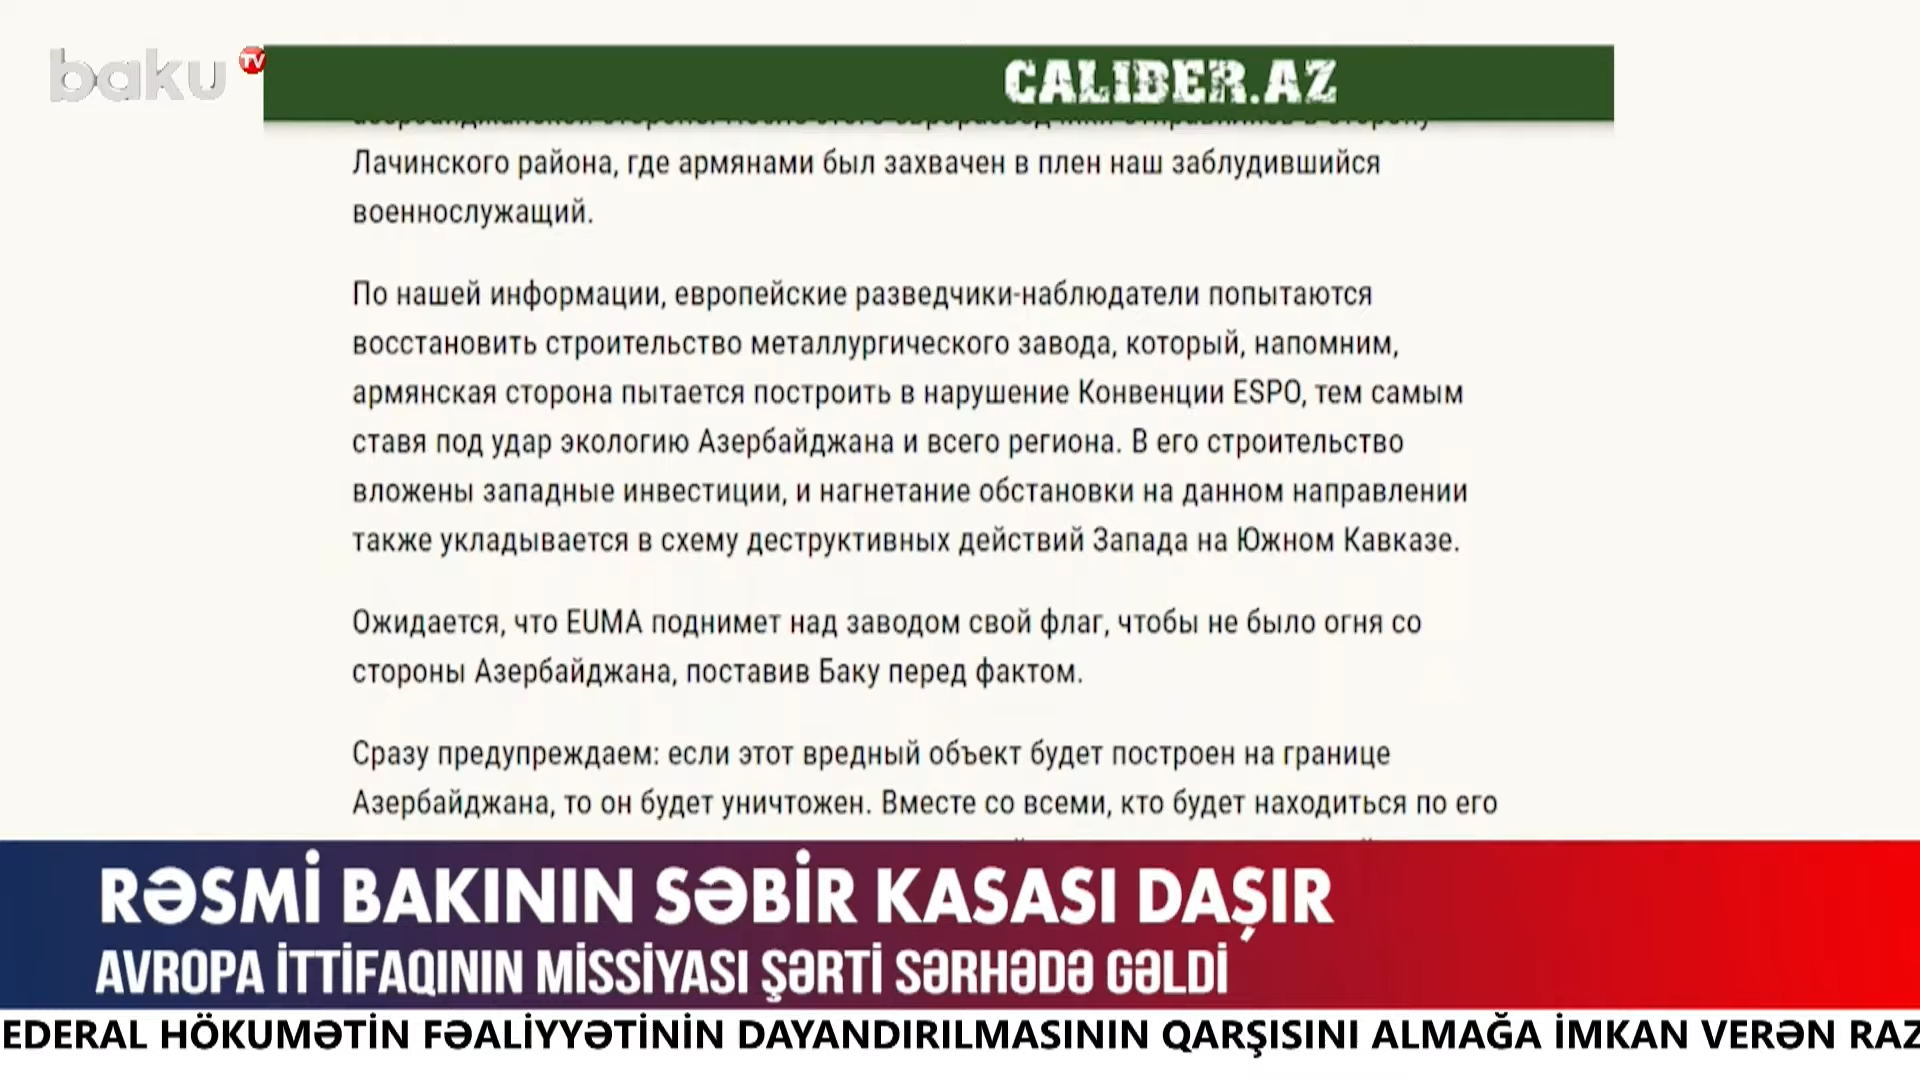 baku TV
CALIBER.AZ
Лачинского района, где армянами был захвачен в плен наш заблудившийся
военнослужащий.
По нашей информации, европейские разведчики-наблюдатели попытаются
восстановить строительство металлургического завода, который, напомним,
армянская сторона пытается построить в нарушение Конвенции ESPO, тем самым
ставя под удар экологию Азербайджана и всего региона. В его строительство
вложены западные инвестиции, и нагнетание обстановки на данном направлении
также укладывается в схему деструктивных действий Запада на Южном Кавказе.
Ожидается, что EUMA поднимет над заводом свой флаг, чтобы не было огня со
стороны Азербайджана, поставив Баку перед фактом.
Сразу предупреждаем: если этот вредный объект будет построен на границе
Азербайджана, то он будет уничтожен. Вместе со всеми, кто будет находиться по его
RƏSMİ BAKININ SƏBİR KASASI DAŞIR
AVROPA İTTİFAQININ MİSSİYASI ŞƏRTİ SƏRHƏDƏ GƏLDİ
EDERAL HÖKUMƏTİN FƏALİYYƏTİNİN DAYANDIRILMASININ QARŞISINI ALMAĞA İMKAN VERƏN RAZ